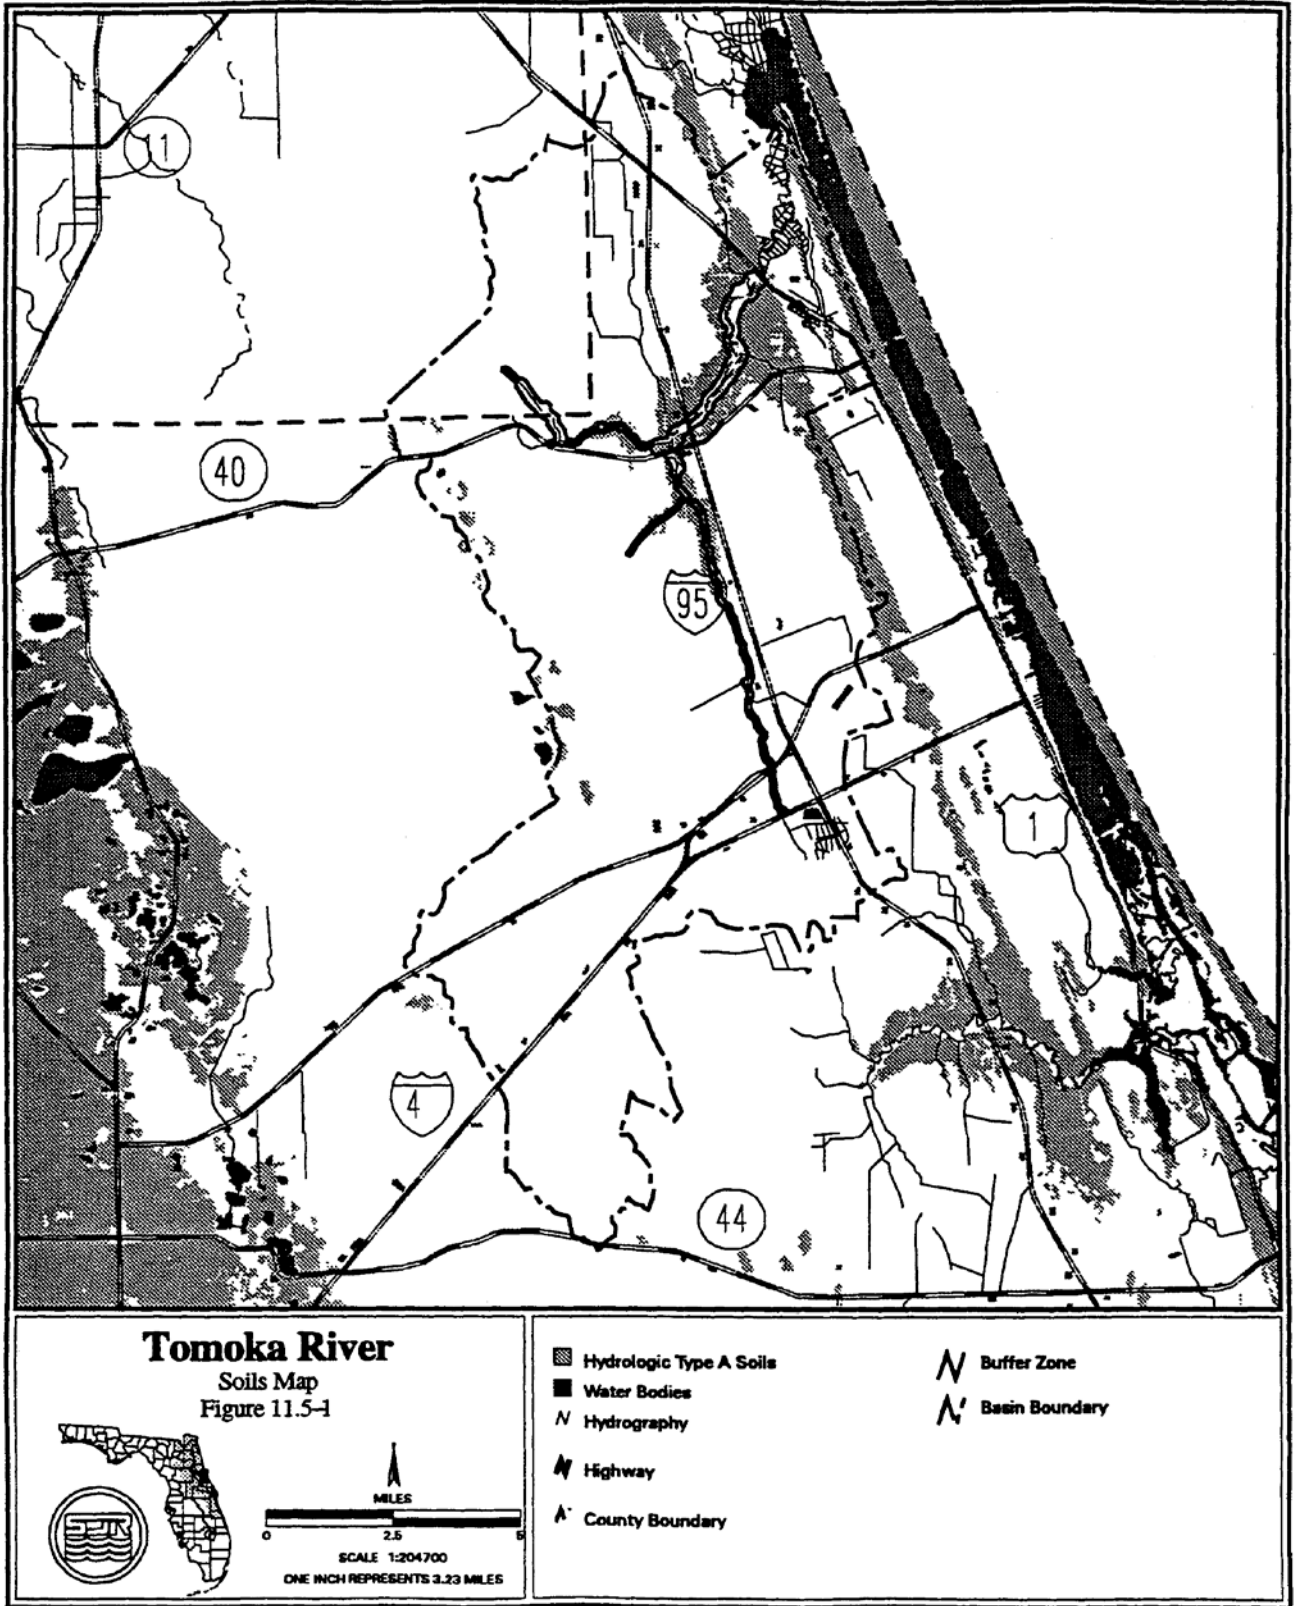 11
40
95
1
4
44
Tomoka River
Soils Map
Figure 11.5-1
MILES
0 2.5 5
SCALE 1:204700
ONE INCH REPRESENTS 3.23 MILES
SJR
Hydrologic Type A Soils
Water Bodies
Hydrography
Highway
County Boundary
Buffer Zone
Basin Boundary